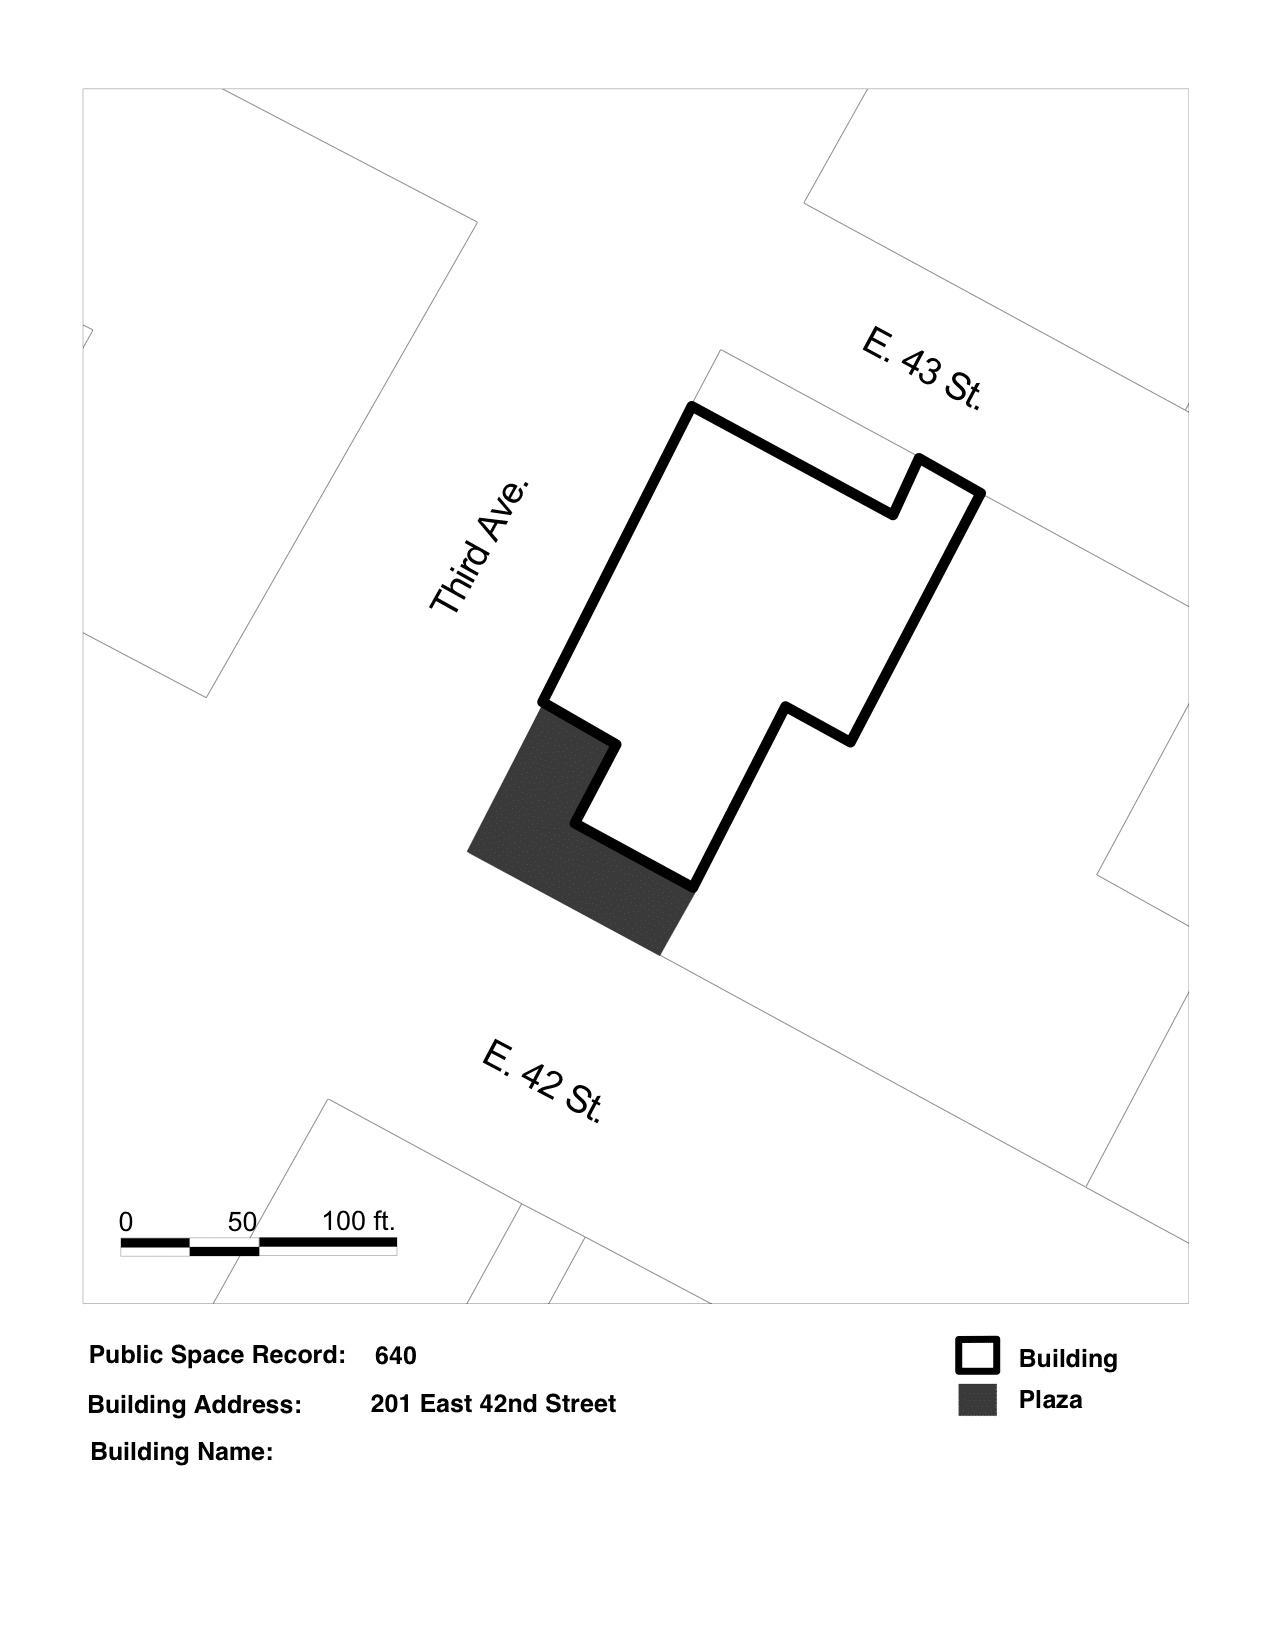 E. 43 St.
Third Ave.
E. 42 St.
0 50 100 ft.
Public Space Record: 640
Building Address: 201 East 42nd Street
Building Name:
Building
Plaza